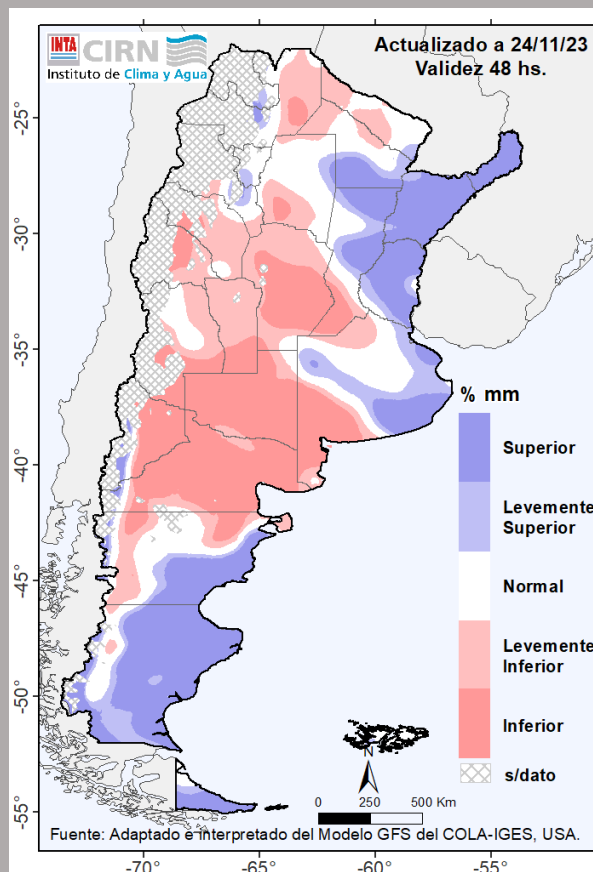 INTA CIRN
Instituto de Clima y Agua
Actualizado a 24/11/23
Validez 48 hs.
-25°
-30°
-35°
-40°
-45°
-50°
-55°
% mm
Superior
Levemente
Superior
Normal
Levemente
Inferior
Inferior
s/dato
N
0 250 500 Km
Fuente: Adaptado e interpretado del Modelo GFS del COLA-IGES, USA.
-70° -65° -60° -55°